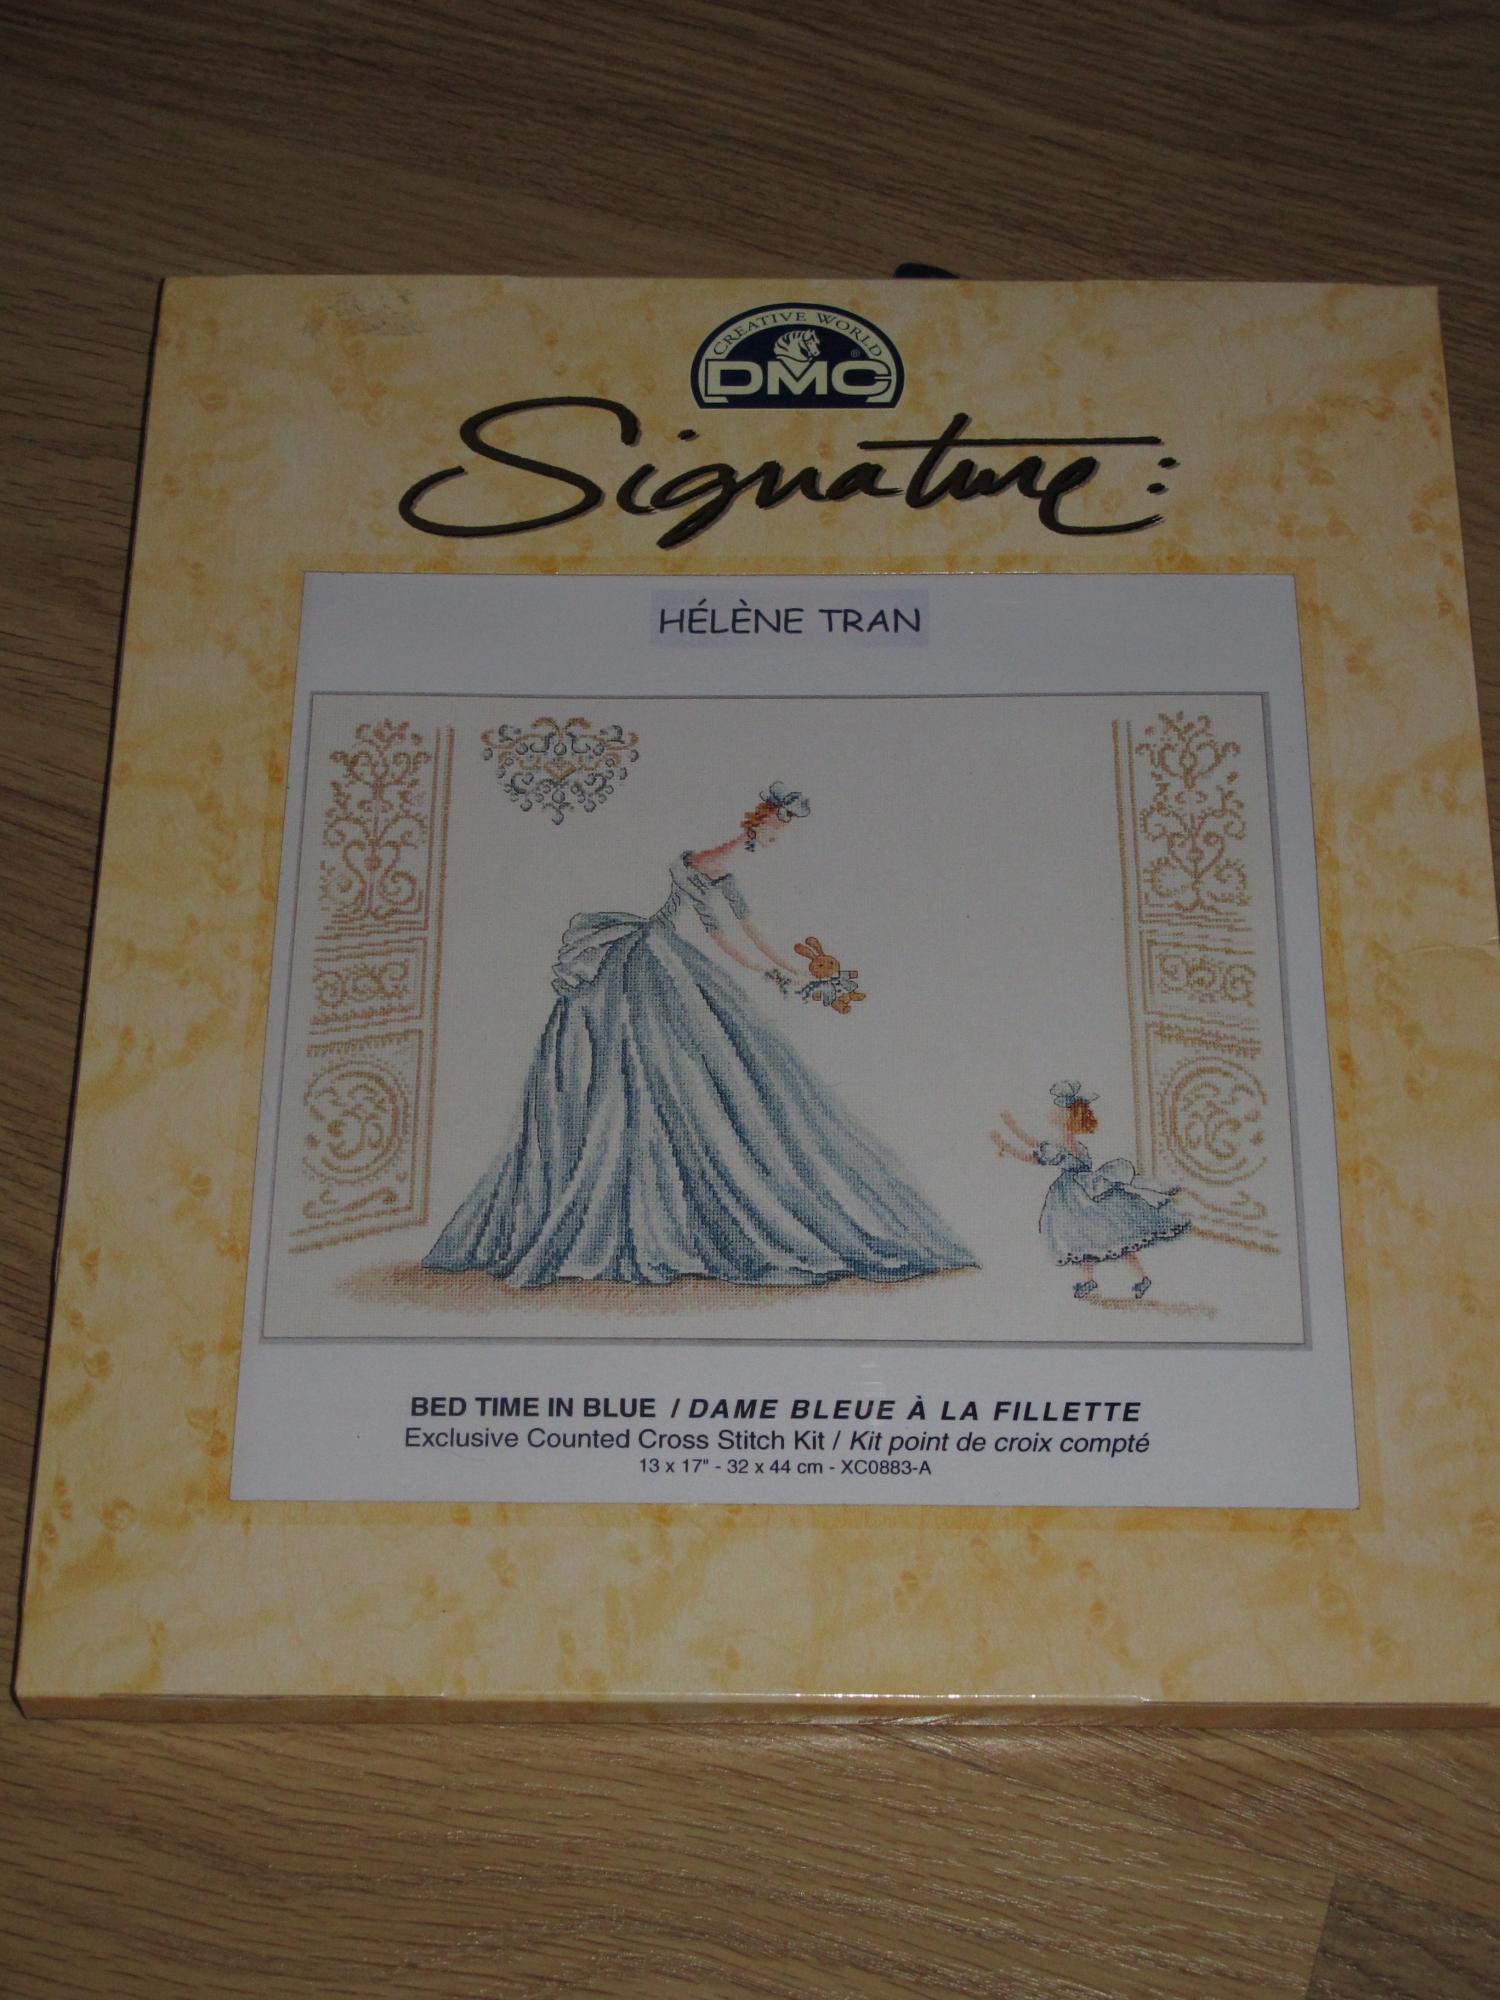 CREATIVE WORLD
DMC®
Signature:
HÉLÈNE TRAN
BED TIME IN BLUE / DAME BLEUE À LA FILLETTE
Exclusive Counted Cross Stitch Kit / Kit point de croix compté
13 x 17" - 32 x 44 cm - XC0883-A